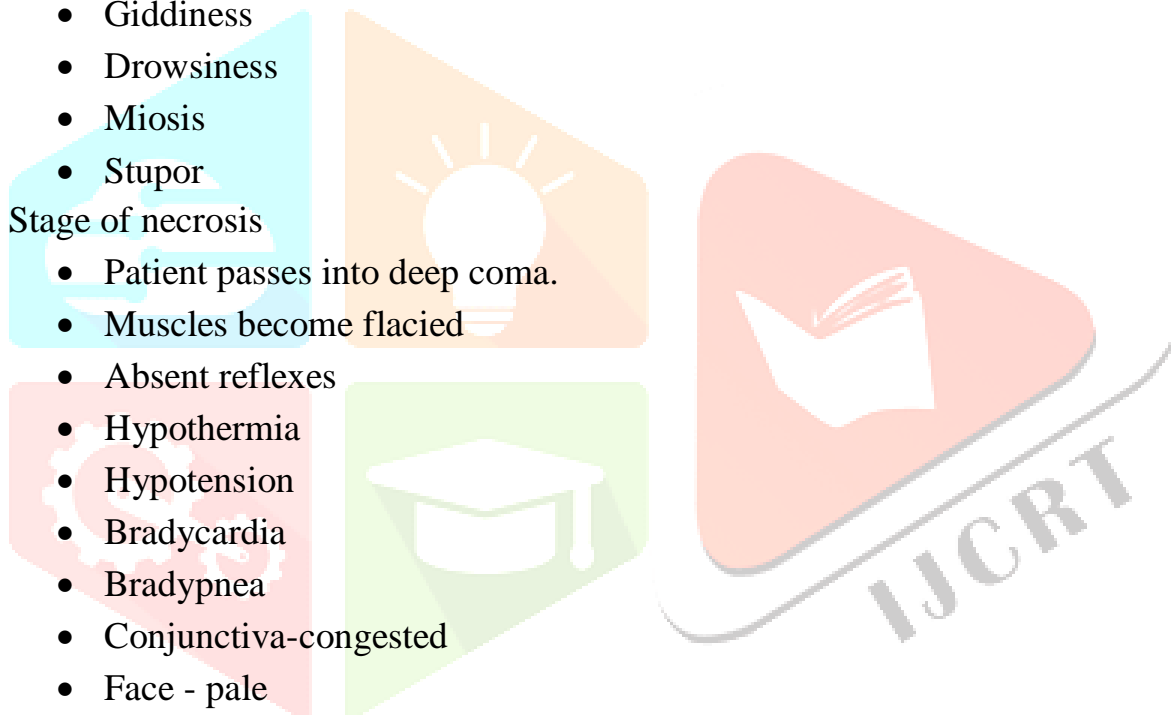 • Giddiness
• Drowsiness
• Miosis
• Stupor
Stage of necrosis
• Patient passes into deep coma.
• Muscles become flacied
• Absent reflexes
• Hypothermia
• Hypotension
• Bradycardia
• Bradypnea
• Conjunctiva-congested
• Face - pale
IJCRT